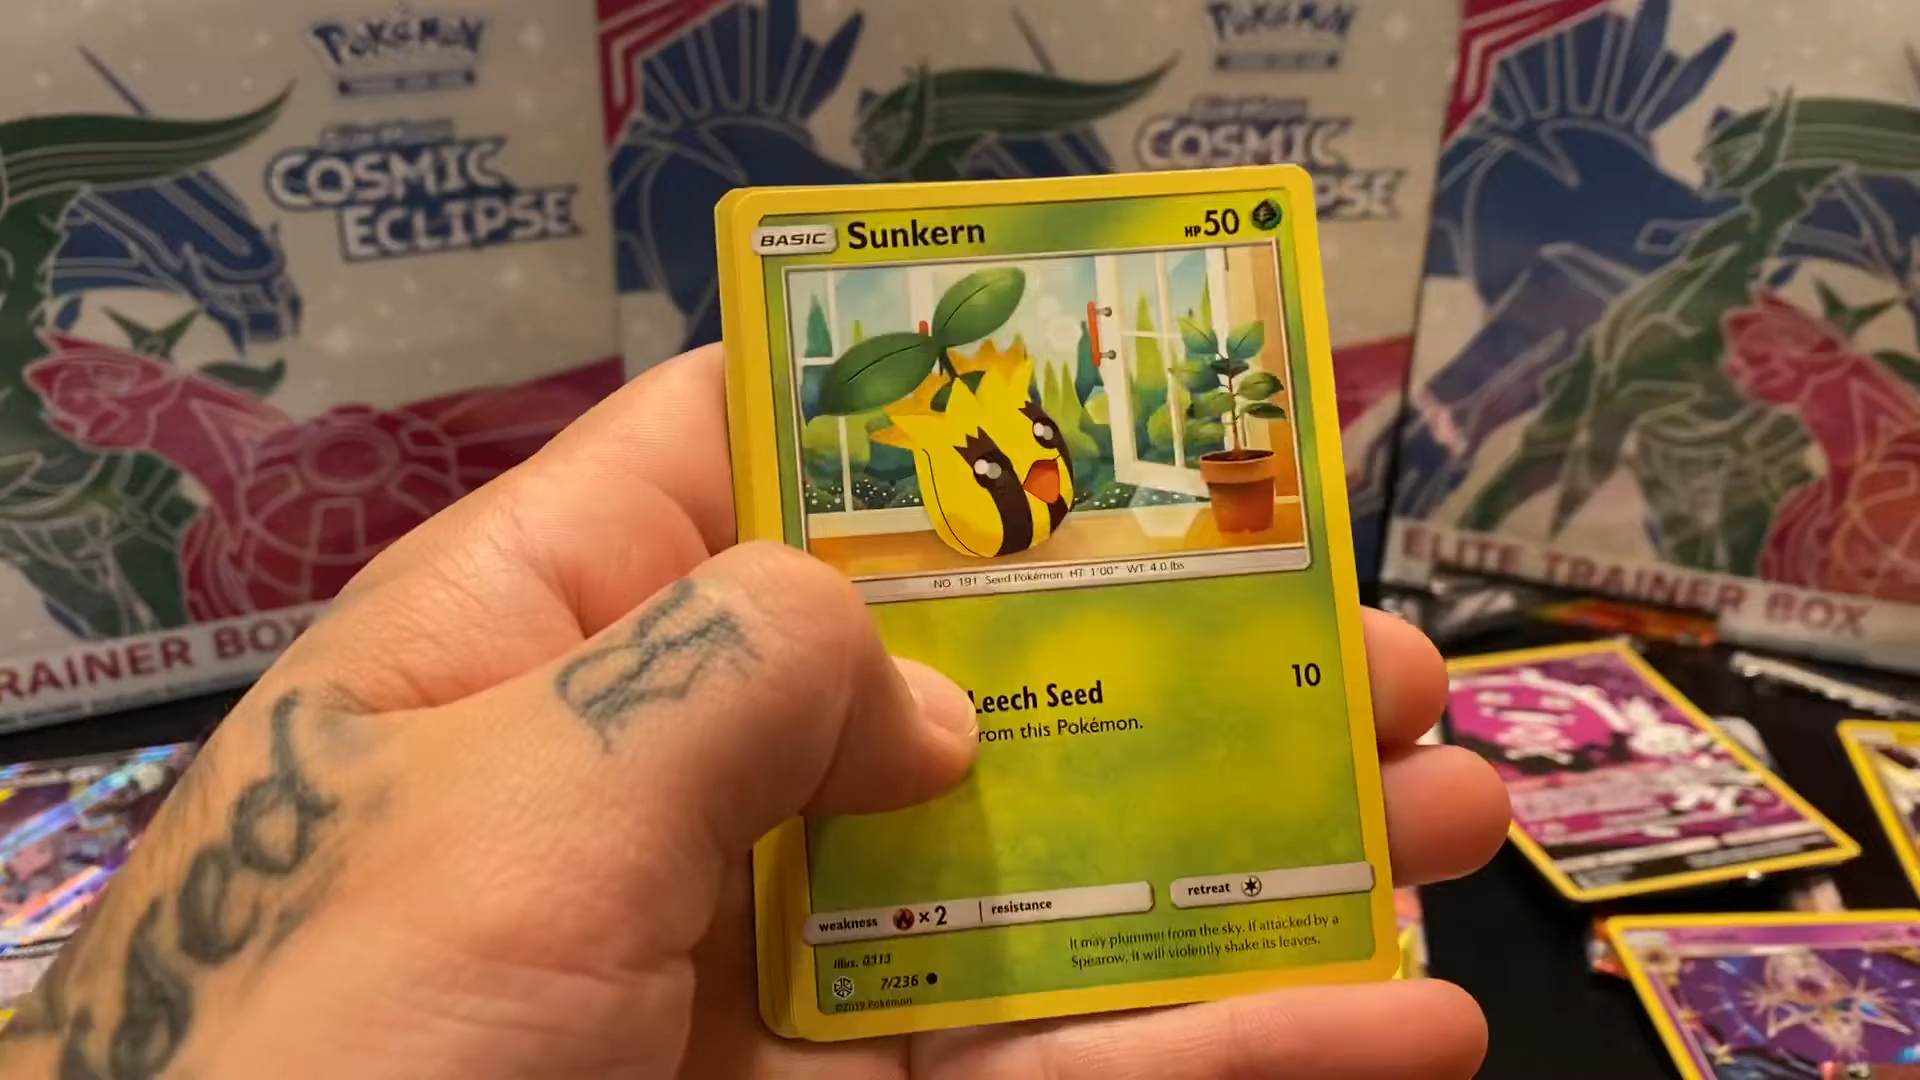 POKÉMON
COSMIC
ECLIPSE
TRAINER BOX
POKÉMON
COSMIC
ECLIPSE
ELITE TRAINER BOX
BASIC
Sunkern
HP 50
NO. 191 Seed Pokémon HT: 1'00" WT: 4.0 lbs
Leech Seed
10
from this Pokémon.
weakness
×2
resistance
retreat
It may plummet from the sky. If attacked by a
Spearow, it will violently shake its leaves.
Illus. 0313
7/236
©2019 Pokémon